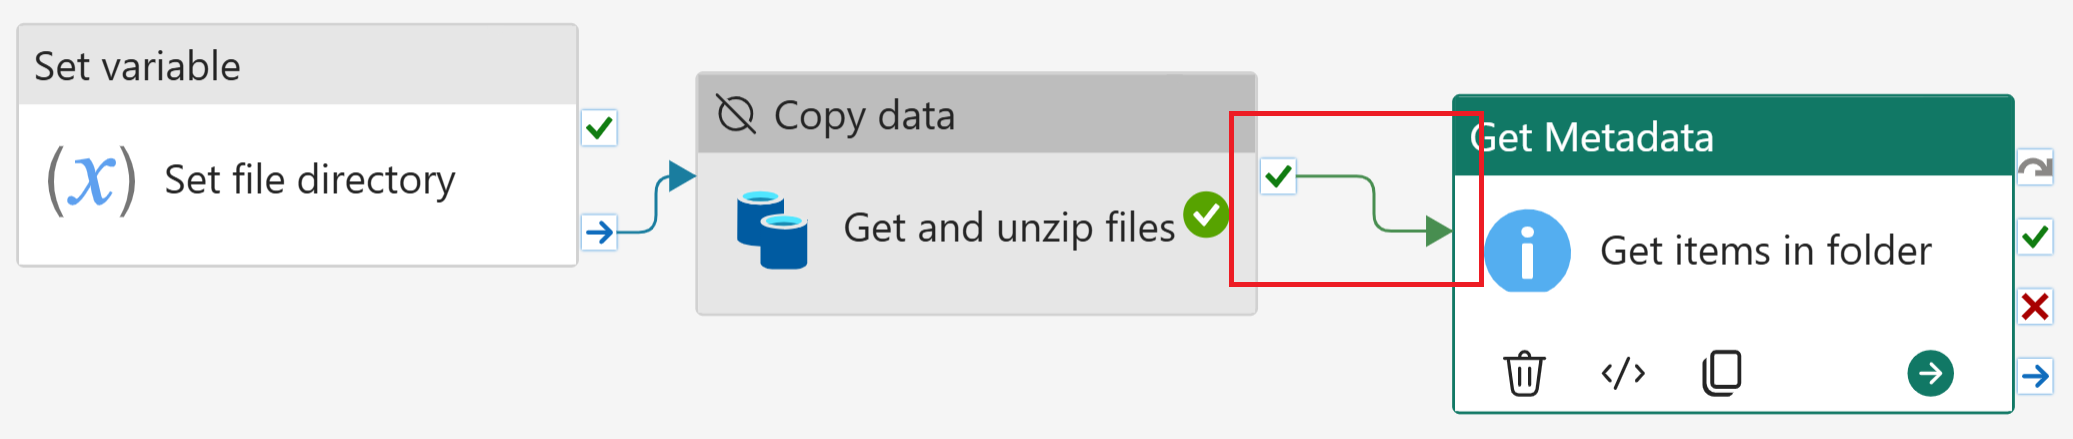 Set variable
(x) Set file directory
Copy data
Get and unzip files
Get Metadata
Get items in folder